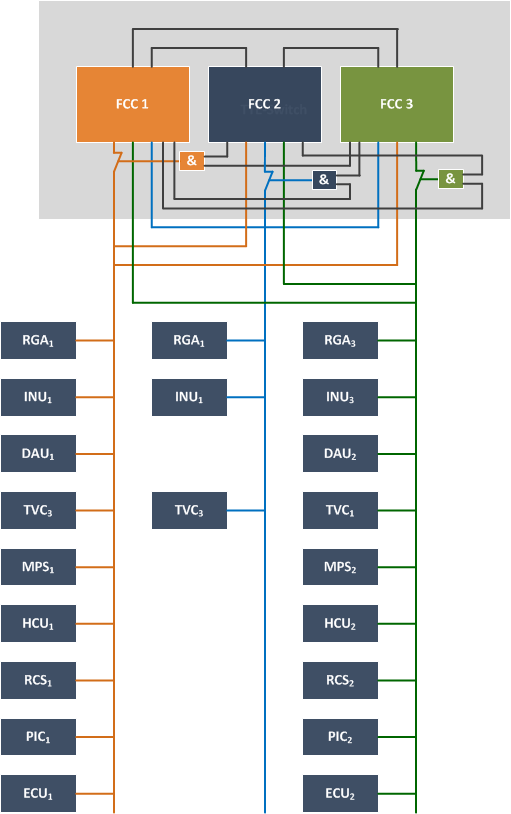 FCC 1 FCC 2 FCC 3
& & &
RGA₁ RGA₁ RGA₃
INU₁ INU₁ INU₃
DAU₁ DAU₂
TVC₃ TVC₃ TVC₁
MPS₁ MPS₂
HCU₁ HCU₂
RCS₁ RCS₂
PIC₁ PIC₂
ECU₁ ECU₂